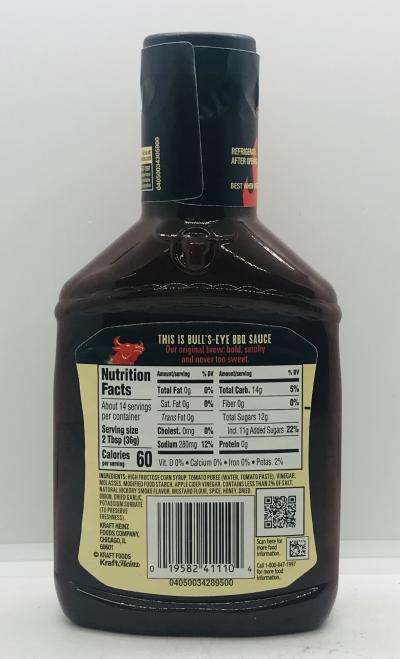 04050034306900
REFRIGERATE
AFTER OPENING
BEST WHEN
THIS IS BULL'S-EYE BBQ SAUCE
Our original brew: bold, smoky
and never too sweet.
Nutrition
Facts
About 14 servings
per container
Serving size
2 Tbsp (36g)
Calories
per serving 60
Amount/serving % DV
Total Fat 0g 0%
Sat. Fat 0g 0%
Trans Fat 0g
Cholest. 0mg 0%
Sodium 280mg 12%
Amount/serving % DV
Total Carb. 14g 5%
Fiber 0g 0%
Total Sugars 12g
Incl. 11g Added Sugars 22%
Protein 0g
Vit. D 0% • Calcium 0% • Iron 0% • Potas. 2%
INGREDIENTS: HIGH FRUCTOSE CORN SYRUP, TOMATO PUREE (WATER, TOMATO PASTE), VINEGAR,
MOLASSES, MODIFIED FOOD STARCH, APPLE CIDER VINEGAR, CONTAINS LESS THAN 2% OF SALT,
NATURAL HICKORY SMOKE FLAVOR, MUSTARD FLOUR, SPICE, HONEY, DRIED
ONION, DRIED GARLIC,
POTASSIUM SORBATE
(TO PRESERVE
FRESHNESS).
KRAFT HEINZ
FOODS COMPANY,
CHICAGO, IL
60601
© KRAFT FOODS
KraftHeinz
0 19582 41110 4
04050034289500
Scan here for
more food
information.
Call 1-800-847-1997
for more food
information.